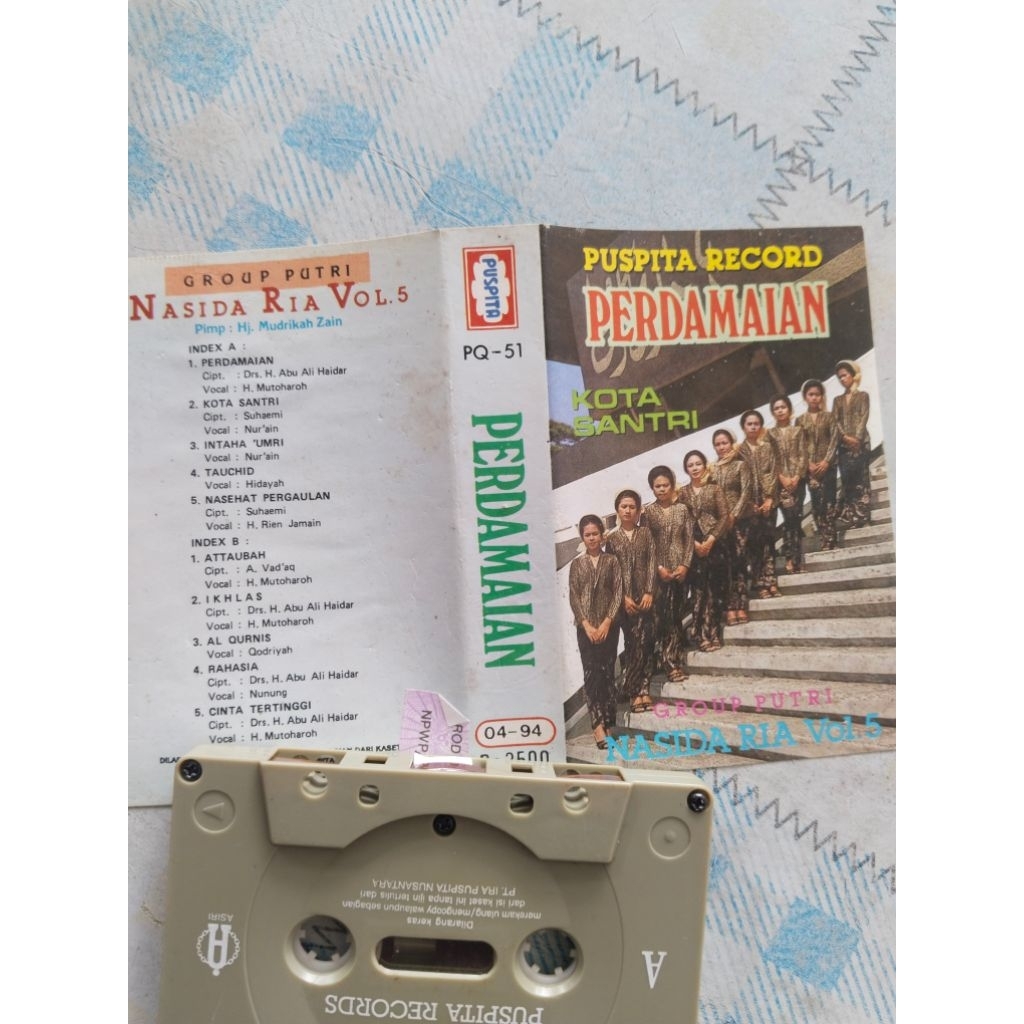 GROUP PUTRI
NASIDA RIA VOL. 5
Pimp : Hj. Mudrikah Zain
INDEX A :
1. PERDAMAIAN
Cipt. : Drs. H. Abu Ali Haidar
Vocal : H. Mutoharoh
2. KOTA SANTRI
Cipt. : Suhaemi
Vocal : Nur'ain
3. INTAHA 'UMRI
Vocal : Nur'ain
4. TAUCHID
Vocal : Hidayah
5. NASEHAT PERGAULAN
Cipt. : Suhaemi
Vocal : H. Rien Jamain
INDEX B :
1. ATTAUBAH
Cipt. : A. Vad'aq
Vocal : H. Mutoharoh
2. IKHLAS
Cipt. : Drs. H. Abu Ali Haidar
Vocal : H. Mutoharoh
3. AL QURNIS
Vocal : Qodriyah
4. RAHASIA
Cipt. : Drs. H. Abu Ali Haidar
Vocal : Nunung
5. CINTA TERTINGGI
Cipt. : Drs. H. Abu Ali Haidar
Vocal : H. Mutoharoh
DARI KASET
PUSPITA
PQ-51
PERDAMAIAN
04-94
NPWP
PUSPITA RECORD
PERDAMAIAN
KOTA
SANTRI
GROUP PUTRI
NASIDA RIA Vol 5
PUSPITA RECORDS
A
ASIRI
Dilarang keras
merekam ulang/mengcopy walaupun sebagian
dari isi kaset ini tanpa ijin tertulis dari
PT. IRA PUSPITA NUSANTARA